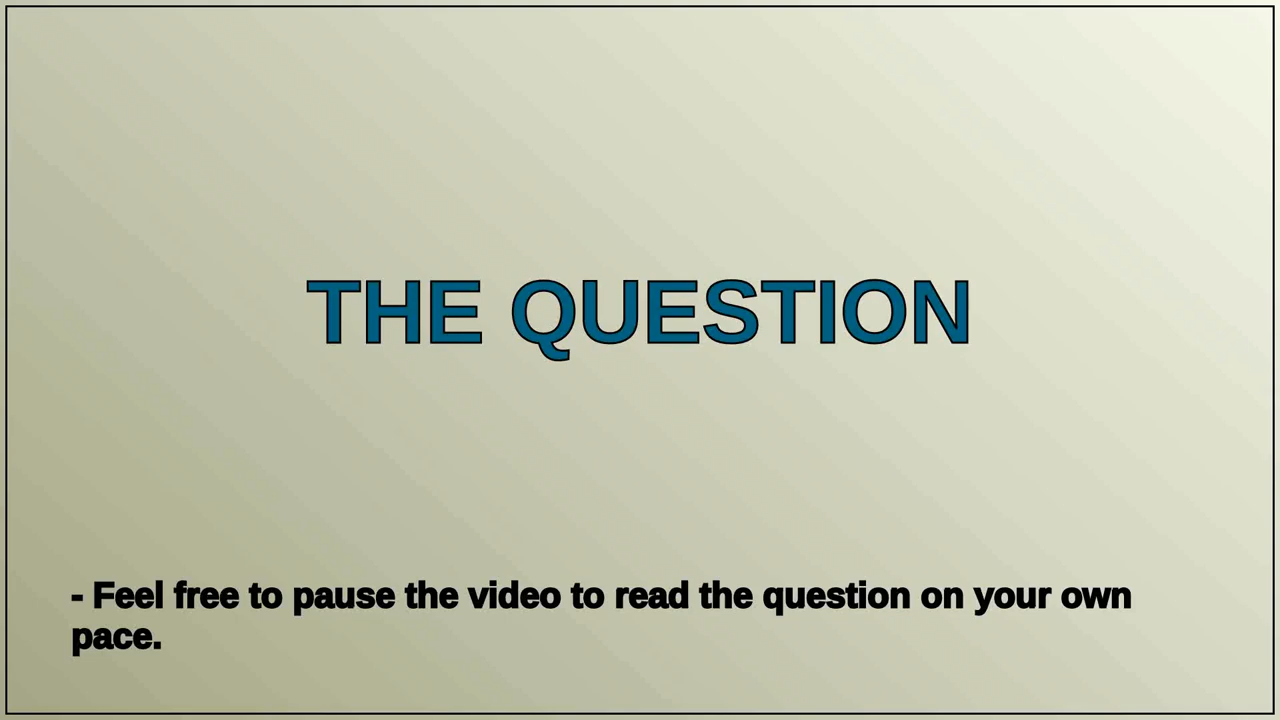 THE QUESTION
- Feel free to pause the video to read the question on your own
pace.